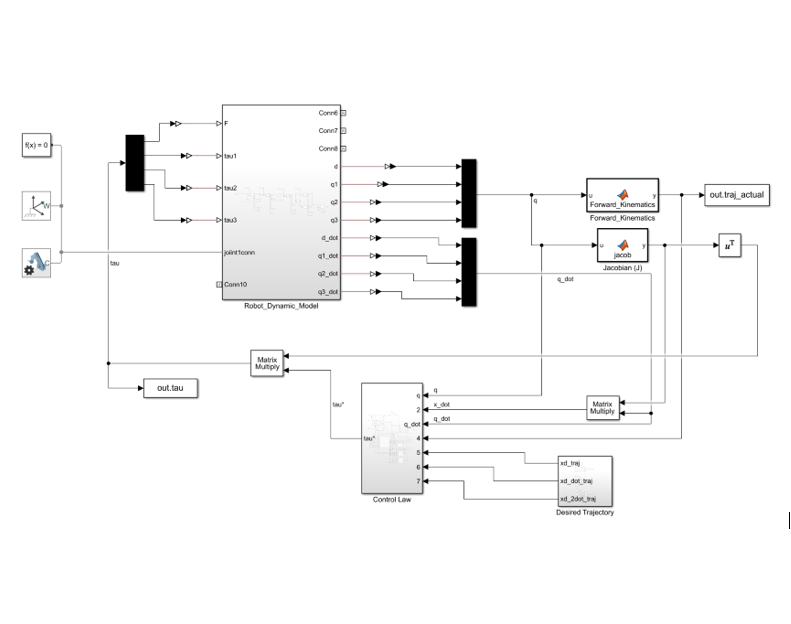 f(x) = 0
W
C
F
tau1
tau2
tau3
joiint1conn
Conn10
Conn6
Conn7
Conn8
d
q1
q2
q3
d_dot
q1_dot
q2_dot
q3_dot
Robot_Dynamic_Model
tau
q
q_dot
u
y
Forward_Kinematics
Forward_Kinematics
out.traj_actual
u
y
jacob
Jacobian (J)
uT
Matrix
Multiply
out.tau
tau*
tau*
q
2
q_dot
4
5
6
7
Control Law
q
x_dot
q_dot
Matrix
Multiply
xd_traj
xd_dot_traj
xd_2dot_traj
Desired Trajectory